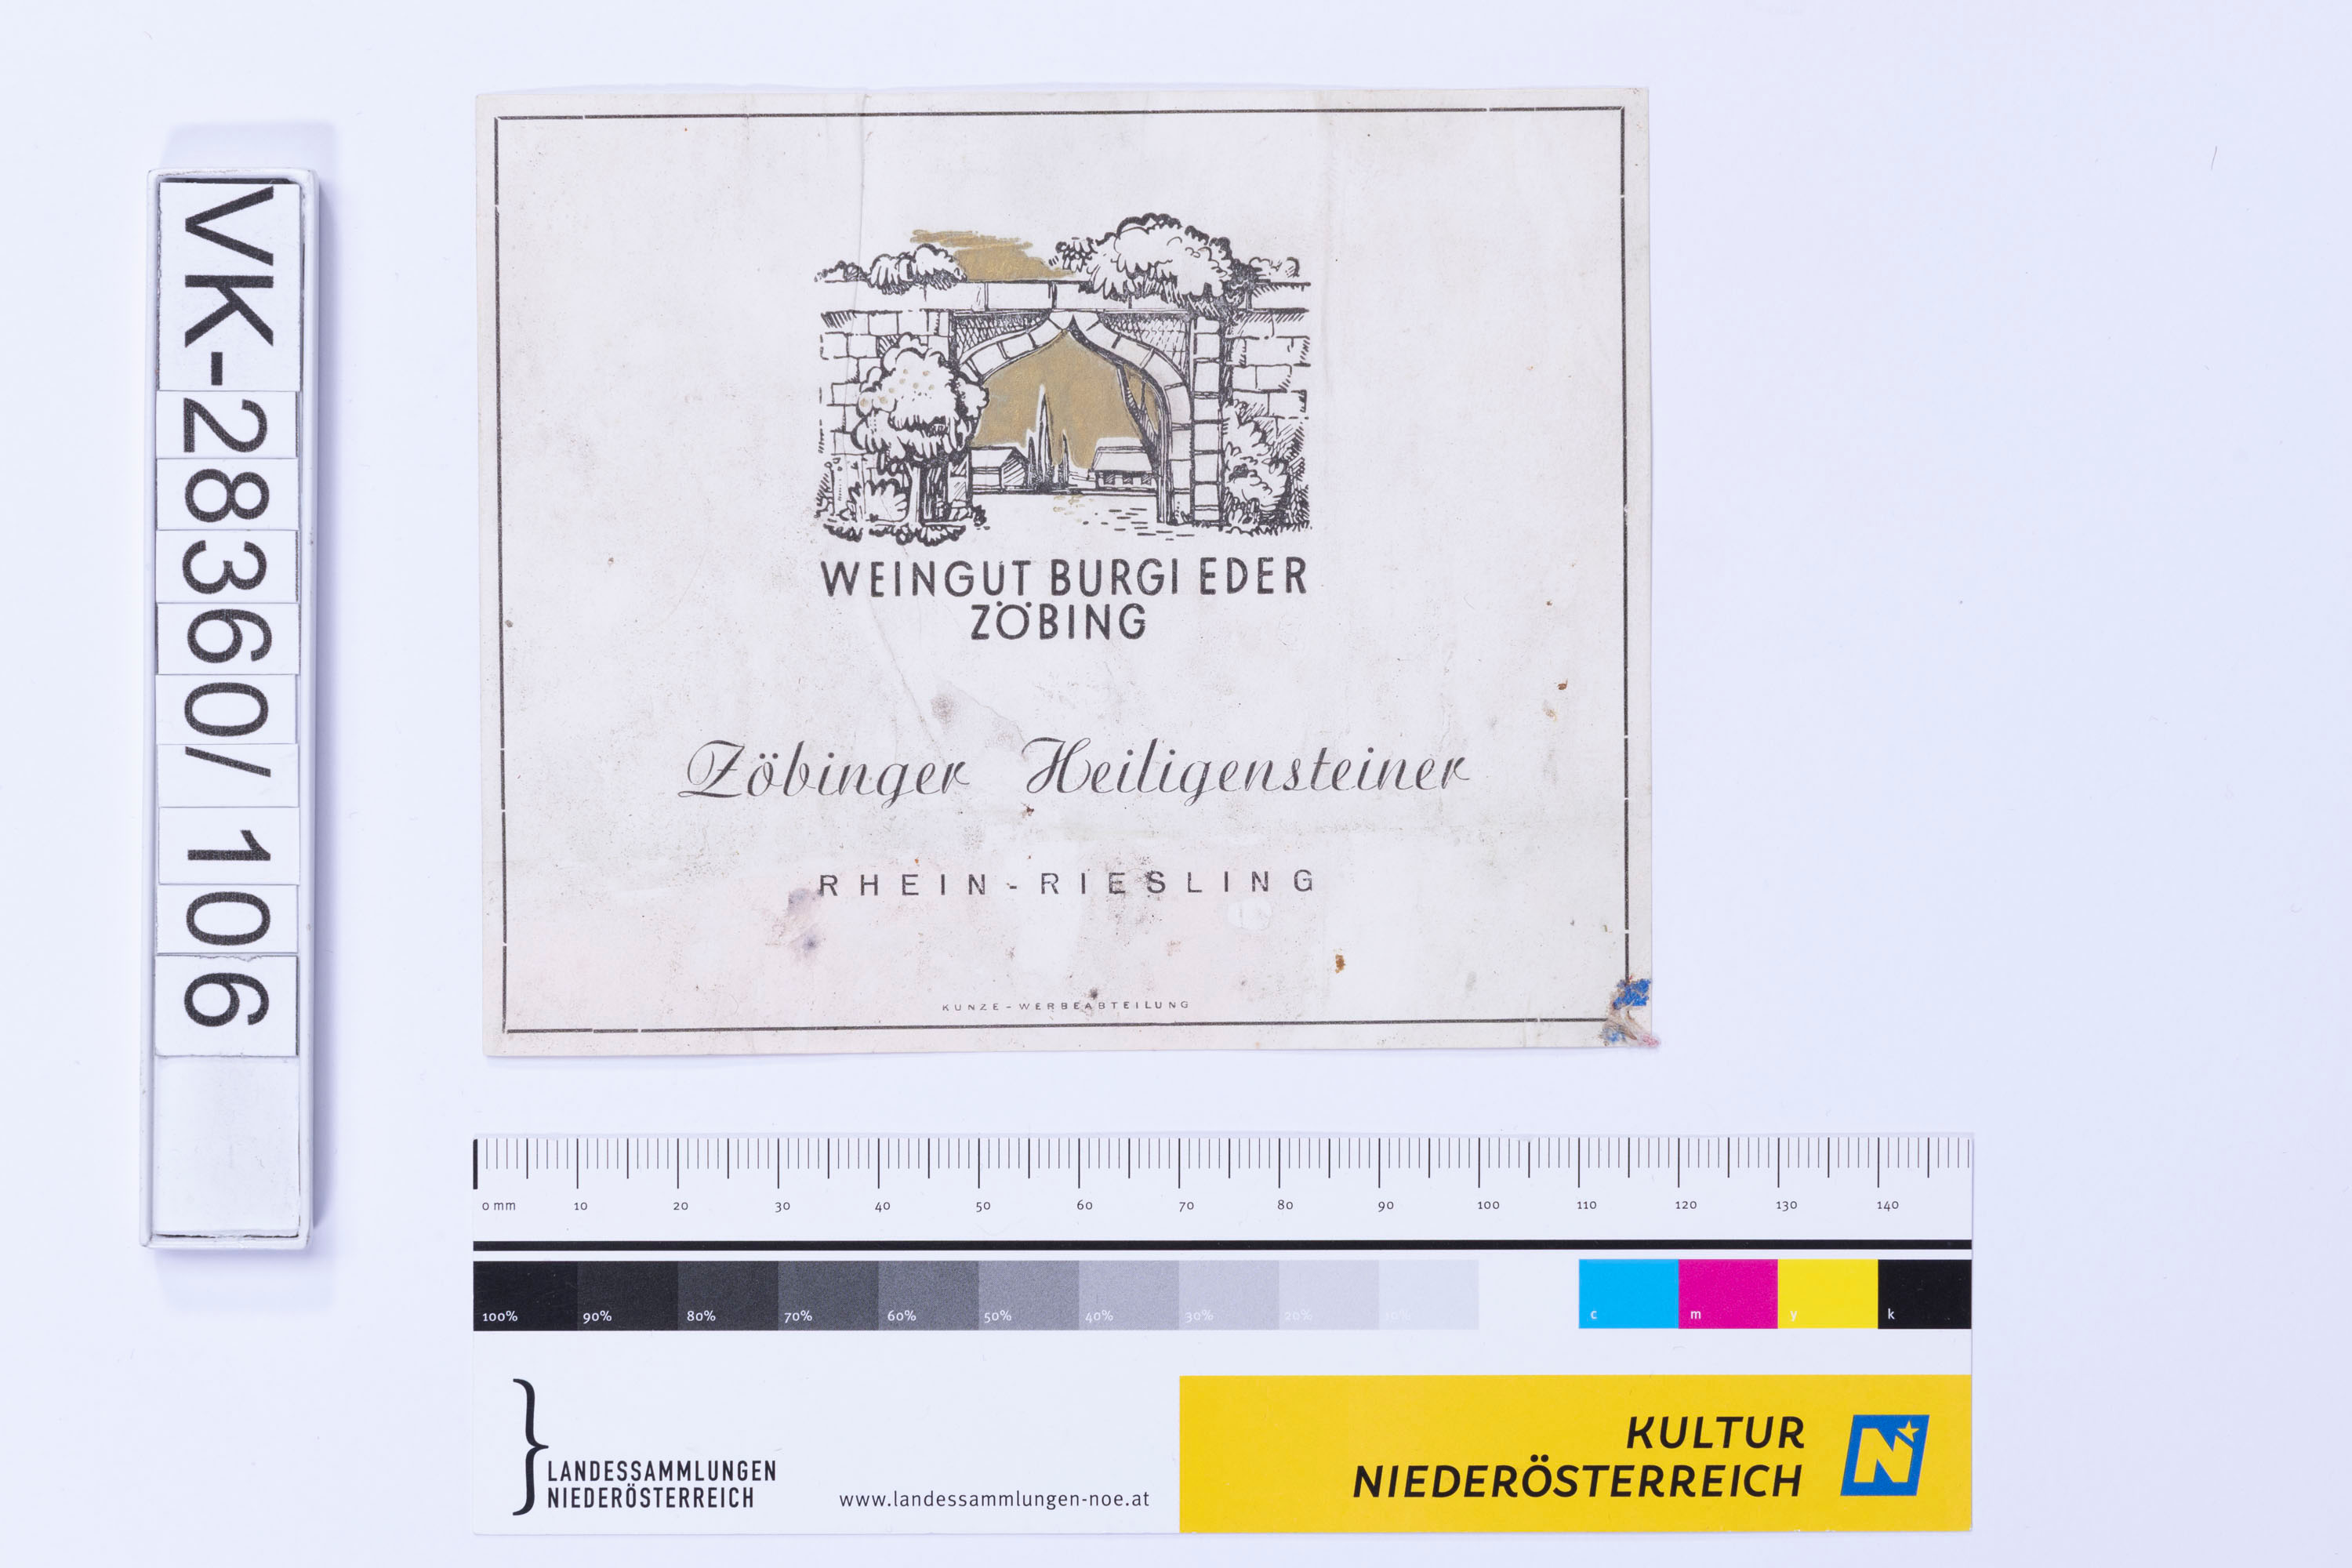 VK-28360/ 106
WEINGUT BURGI EDER
ZÖBING
Zöbinger Heiligensteiner
RHEIN-RIESLING
KUNZE-WERBEABTEILUNG
0 mm 10 20 30 40 50 60 70 80 90 100 110 120 130 140
100% 90% 80% 70% 60% 50% 40% 30% 20% 10% c m y k
LANDESSAMMLUNGEN
NIEDERÖSTERREICH
www.landessammlungen-noe.at
KULTUR
NIEDERÖSTERREICH
N